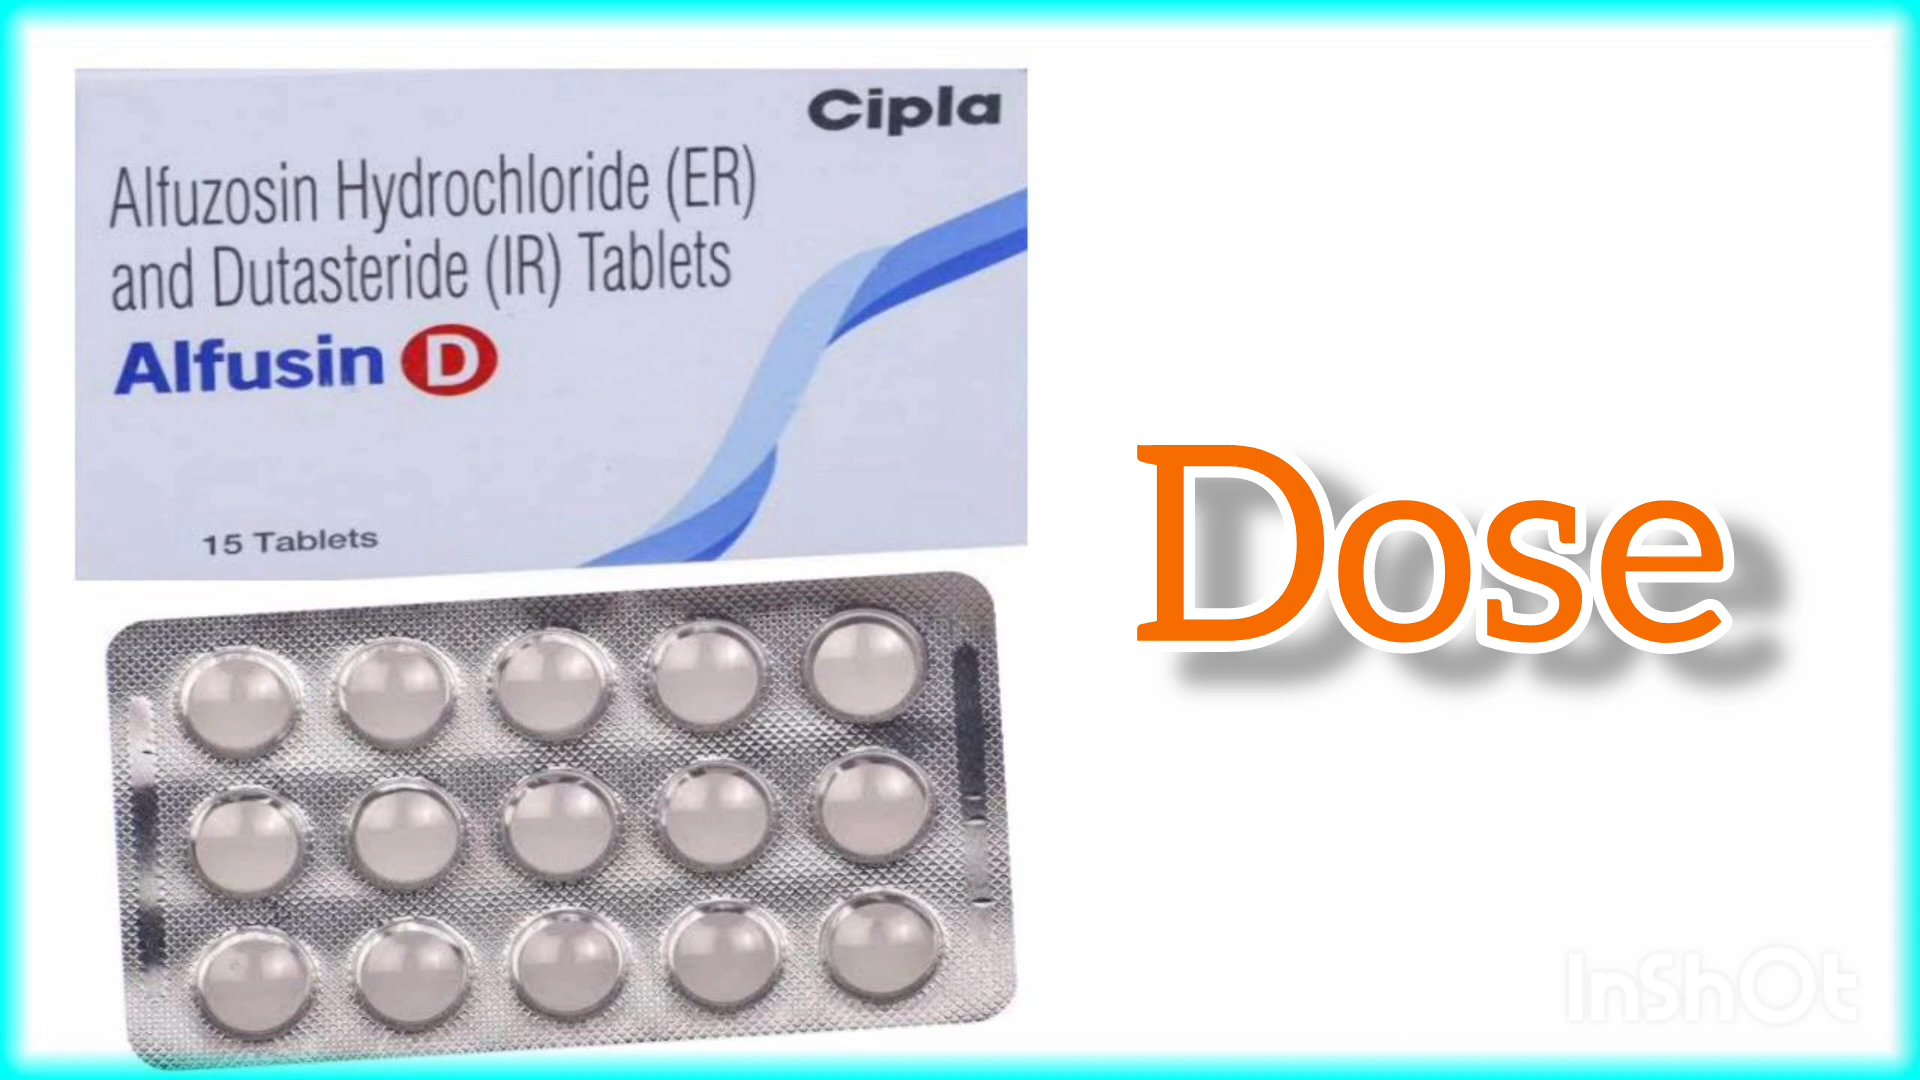 Cipla
Alfuzosin Hydrochloride (ER)
and Dutasteride (IR) Tablets
Alfusin D
15 Tablets
Dose
InShOt